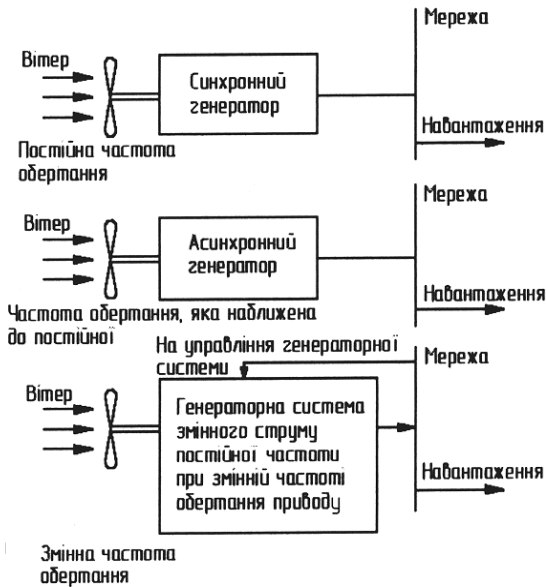 Мережа
Вітер
Синхронний
генератор
Навантаження
Постійна частота
обертання
Мережа
Вітер
Асинхронний
генератор
Навантаження
Частота обертання, яка наближена
до постійної
На управління генераторної
системи
Мережа
Вітер
Генераторна система
змінного струму
постійної частоти
при змінній частоті
обертання приводу
Навантаження
Змінна частота
обертання